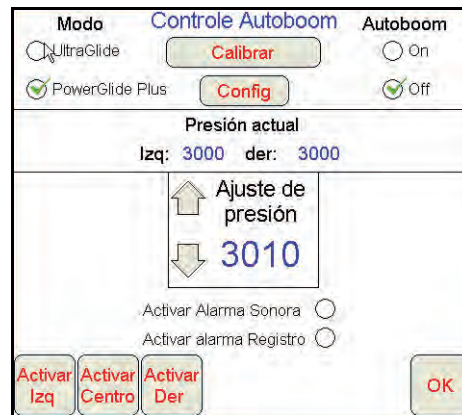 Modo
Controle Autoboom
Autoboom
UltraGlide
Calibrar
On
PowerGlide Plus
Config
Off
Presión actual
Izq: 3000 der: 3000
Ajuste de
presión
3010
Activar Alarma Sonora
Activar alarma Registro
Activar
Izq
Activar
Centro
Activar
Der
OK